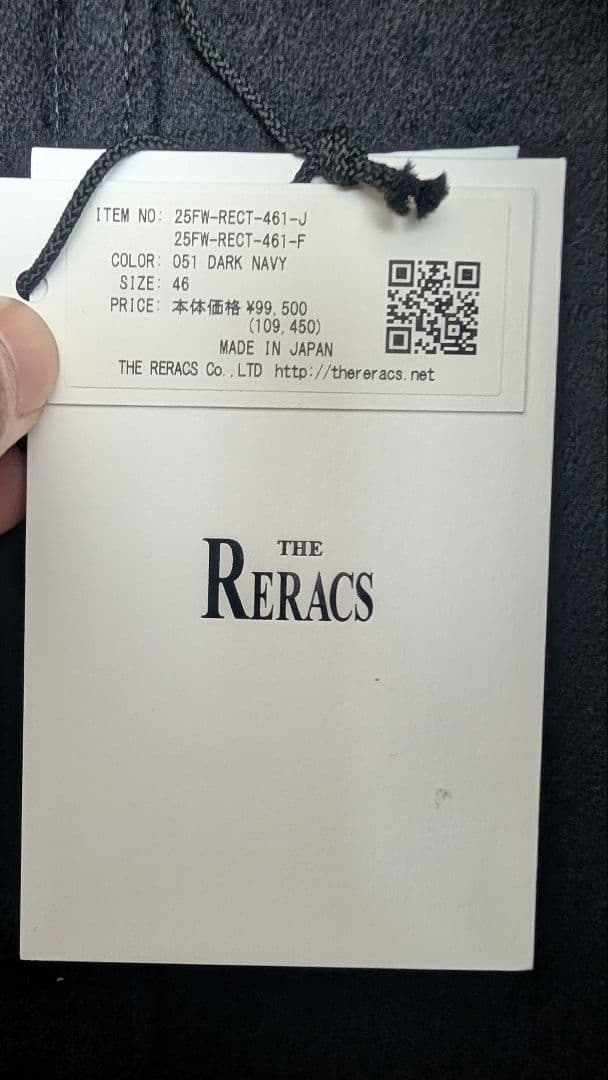 ITEM NO: 25FW-RECT-461-J
25FW-RECT-461-F
COLOR: 051 DARK NAVY
SIZE: 46
PRICE: 本体価格 ¥99,500
(109,450)
MADE IN JAPAN
THE RERACS Co.,LTD http://thereracs.net
THE
RERACS